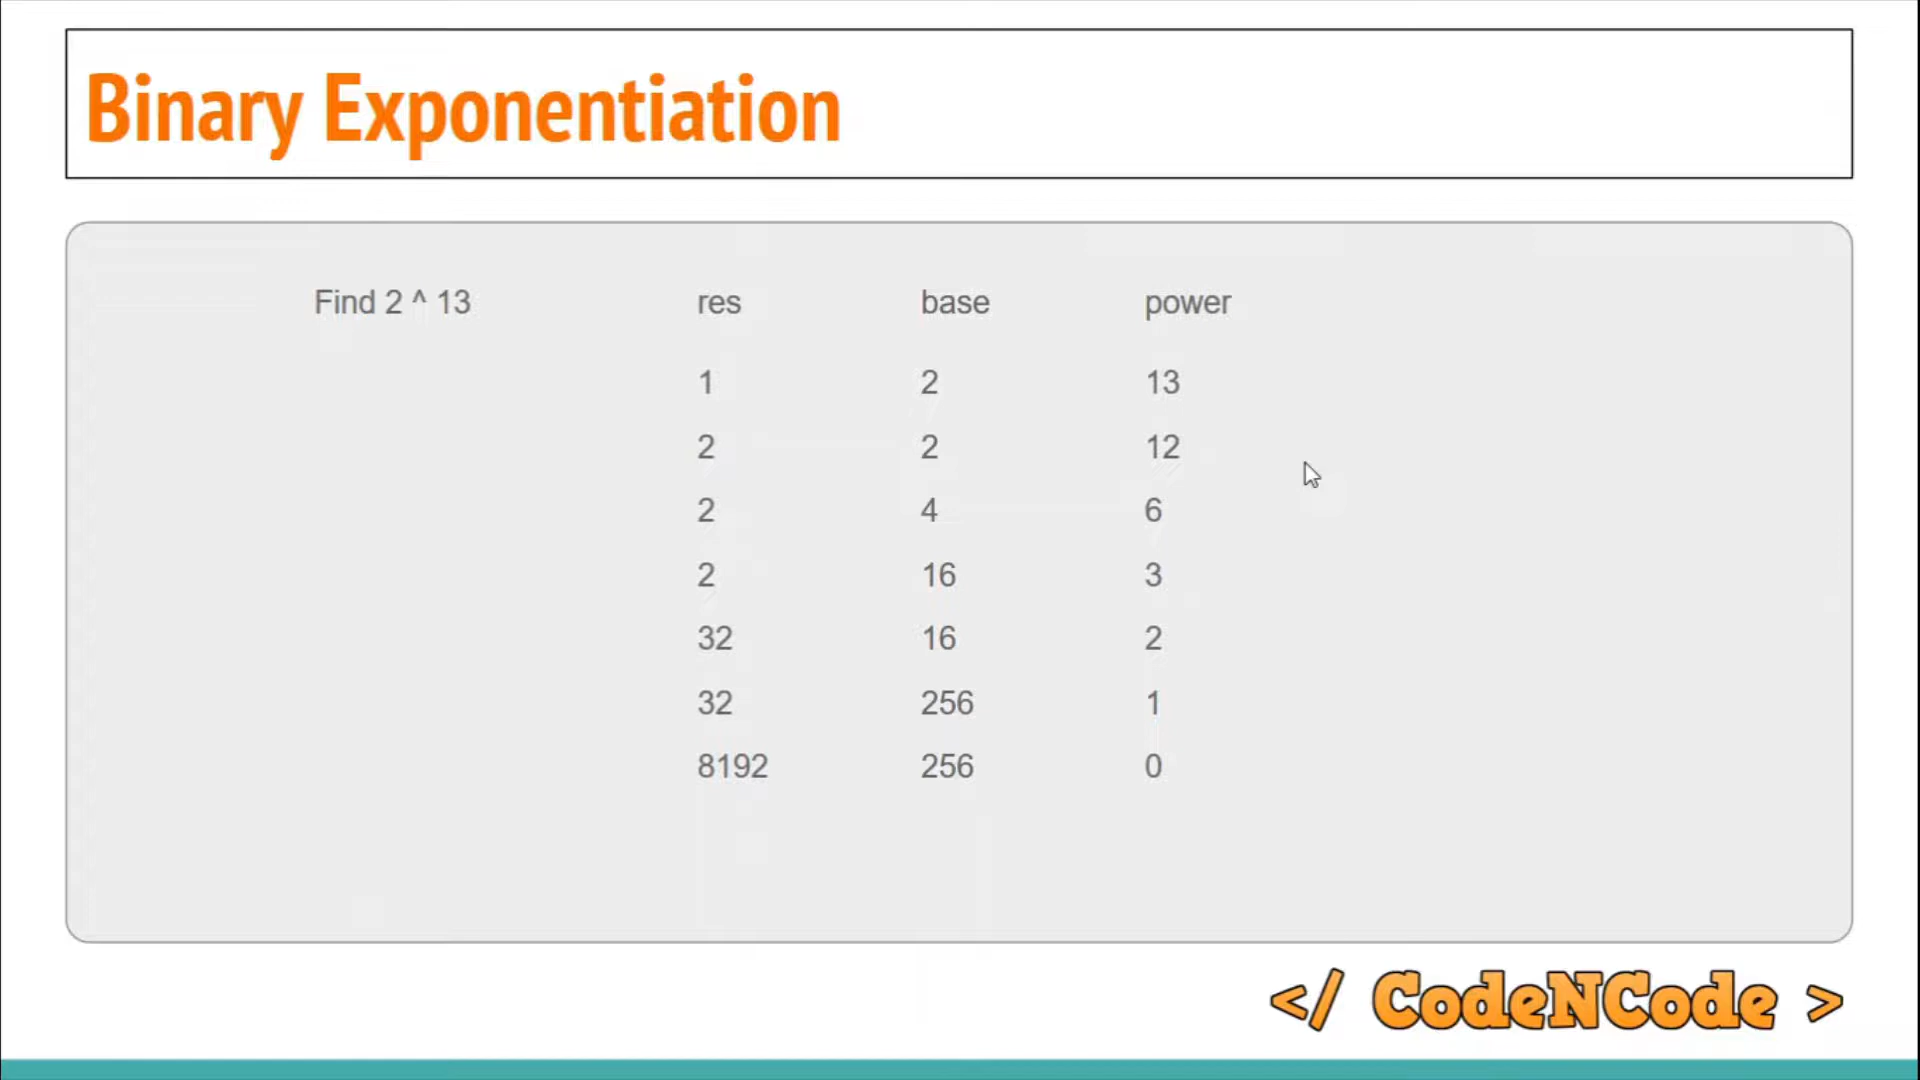 Binary Exponentiation
Find 2 ^ 13 res base power
1 2 13
2 2 12
2 4 6
2 16 3
32 16 2
32 256 1
8192 256 0
</ CodeNCode >